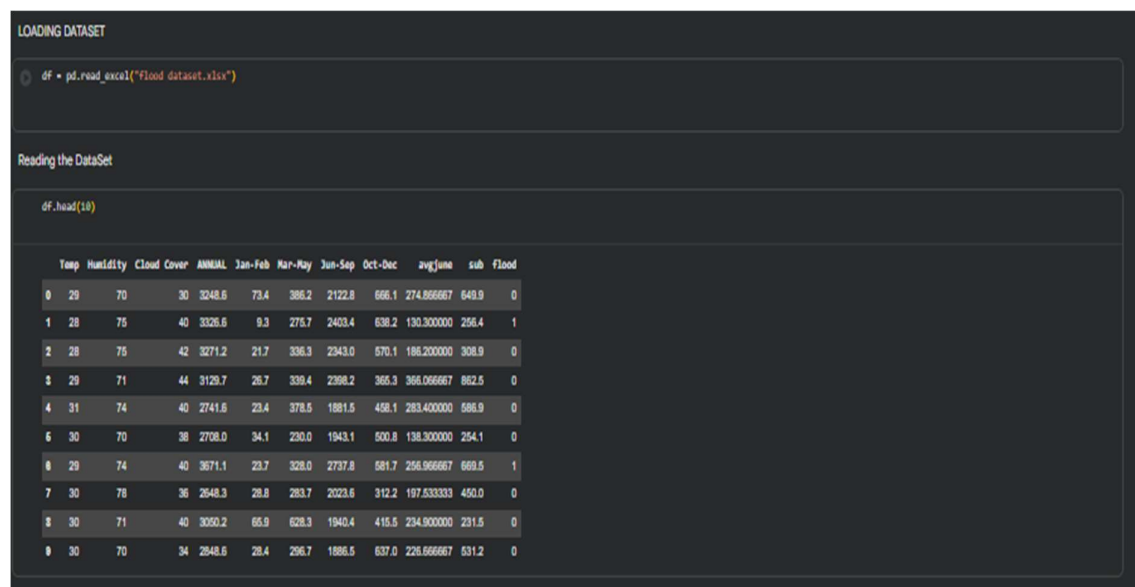 LOADING DATASET
df = pd.read_excel("flood dataset.xlsx")
Reading the DataSet
df.head(10)
Temp Humidity Cloud Cover ANNUAL Jan-Feb Mar-May Jun-Sep Oct-Dec avgjune sub flood
0 29 70 30 3248.6 73.4 386.2 2122.8 666.1 274.866667 649.9 0
1 28 75 40 3326.6 9.3 275.7 2403.4 638.2 130.300000 256.4 1
2 28 75 42 3271.2 21.7 336.3 2343.0 570.1 186.200000 308.9 0
3 29 71 44 3129.7 26.7 339.4 2398.2 365.3 366.066667 862.5 0
4 31 74 40 2741.6 23.4 378.5 1881.5 458.1 283.400000 586.9 0
5 30 70 38 2708.0 34.1 230.0 1943.1 500.8 138.300000 254.1 0
6 29 74 40 3671.1 23.7 328.0 2737.8 581.7 256.966667 669.5 1
7 30 78 36 2648.3 28.8 283.7 2023.6 312.2 197.533333 450.0 0
8 30 71 40 3050.2 65.9 628.3 1940.4 415.5 234.900000 231.5 0
9 30 70 34 2848.6 28.4 296.7 1886.5 637.0 226.666667 531.2 0